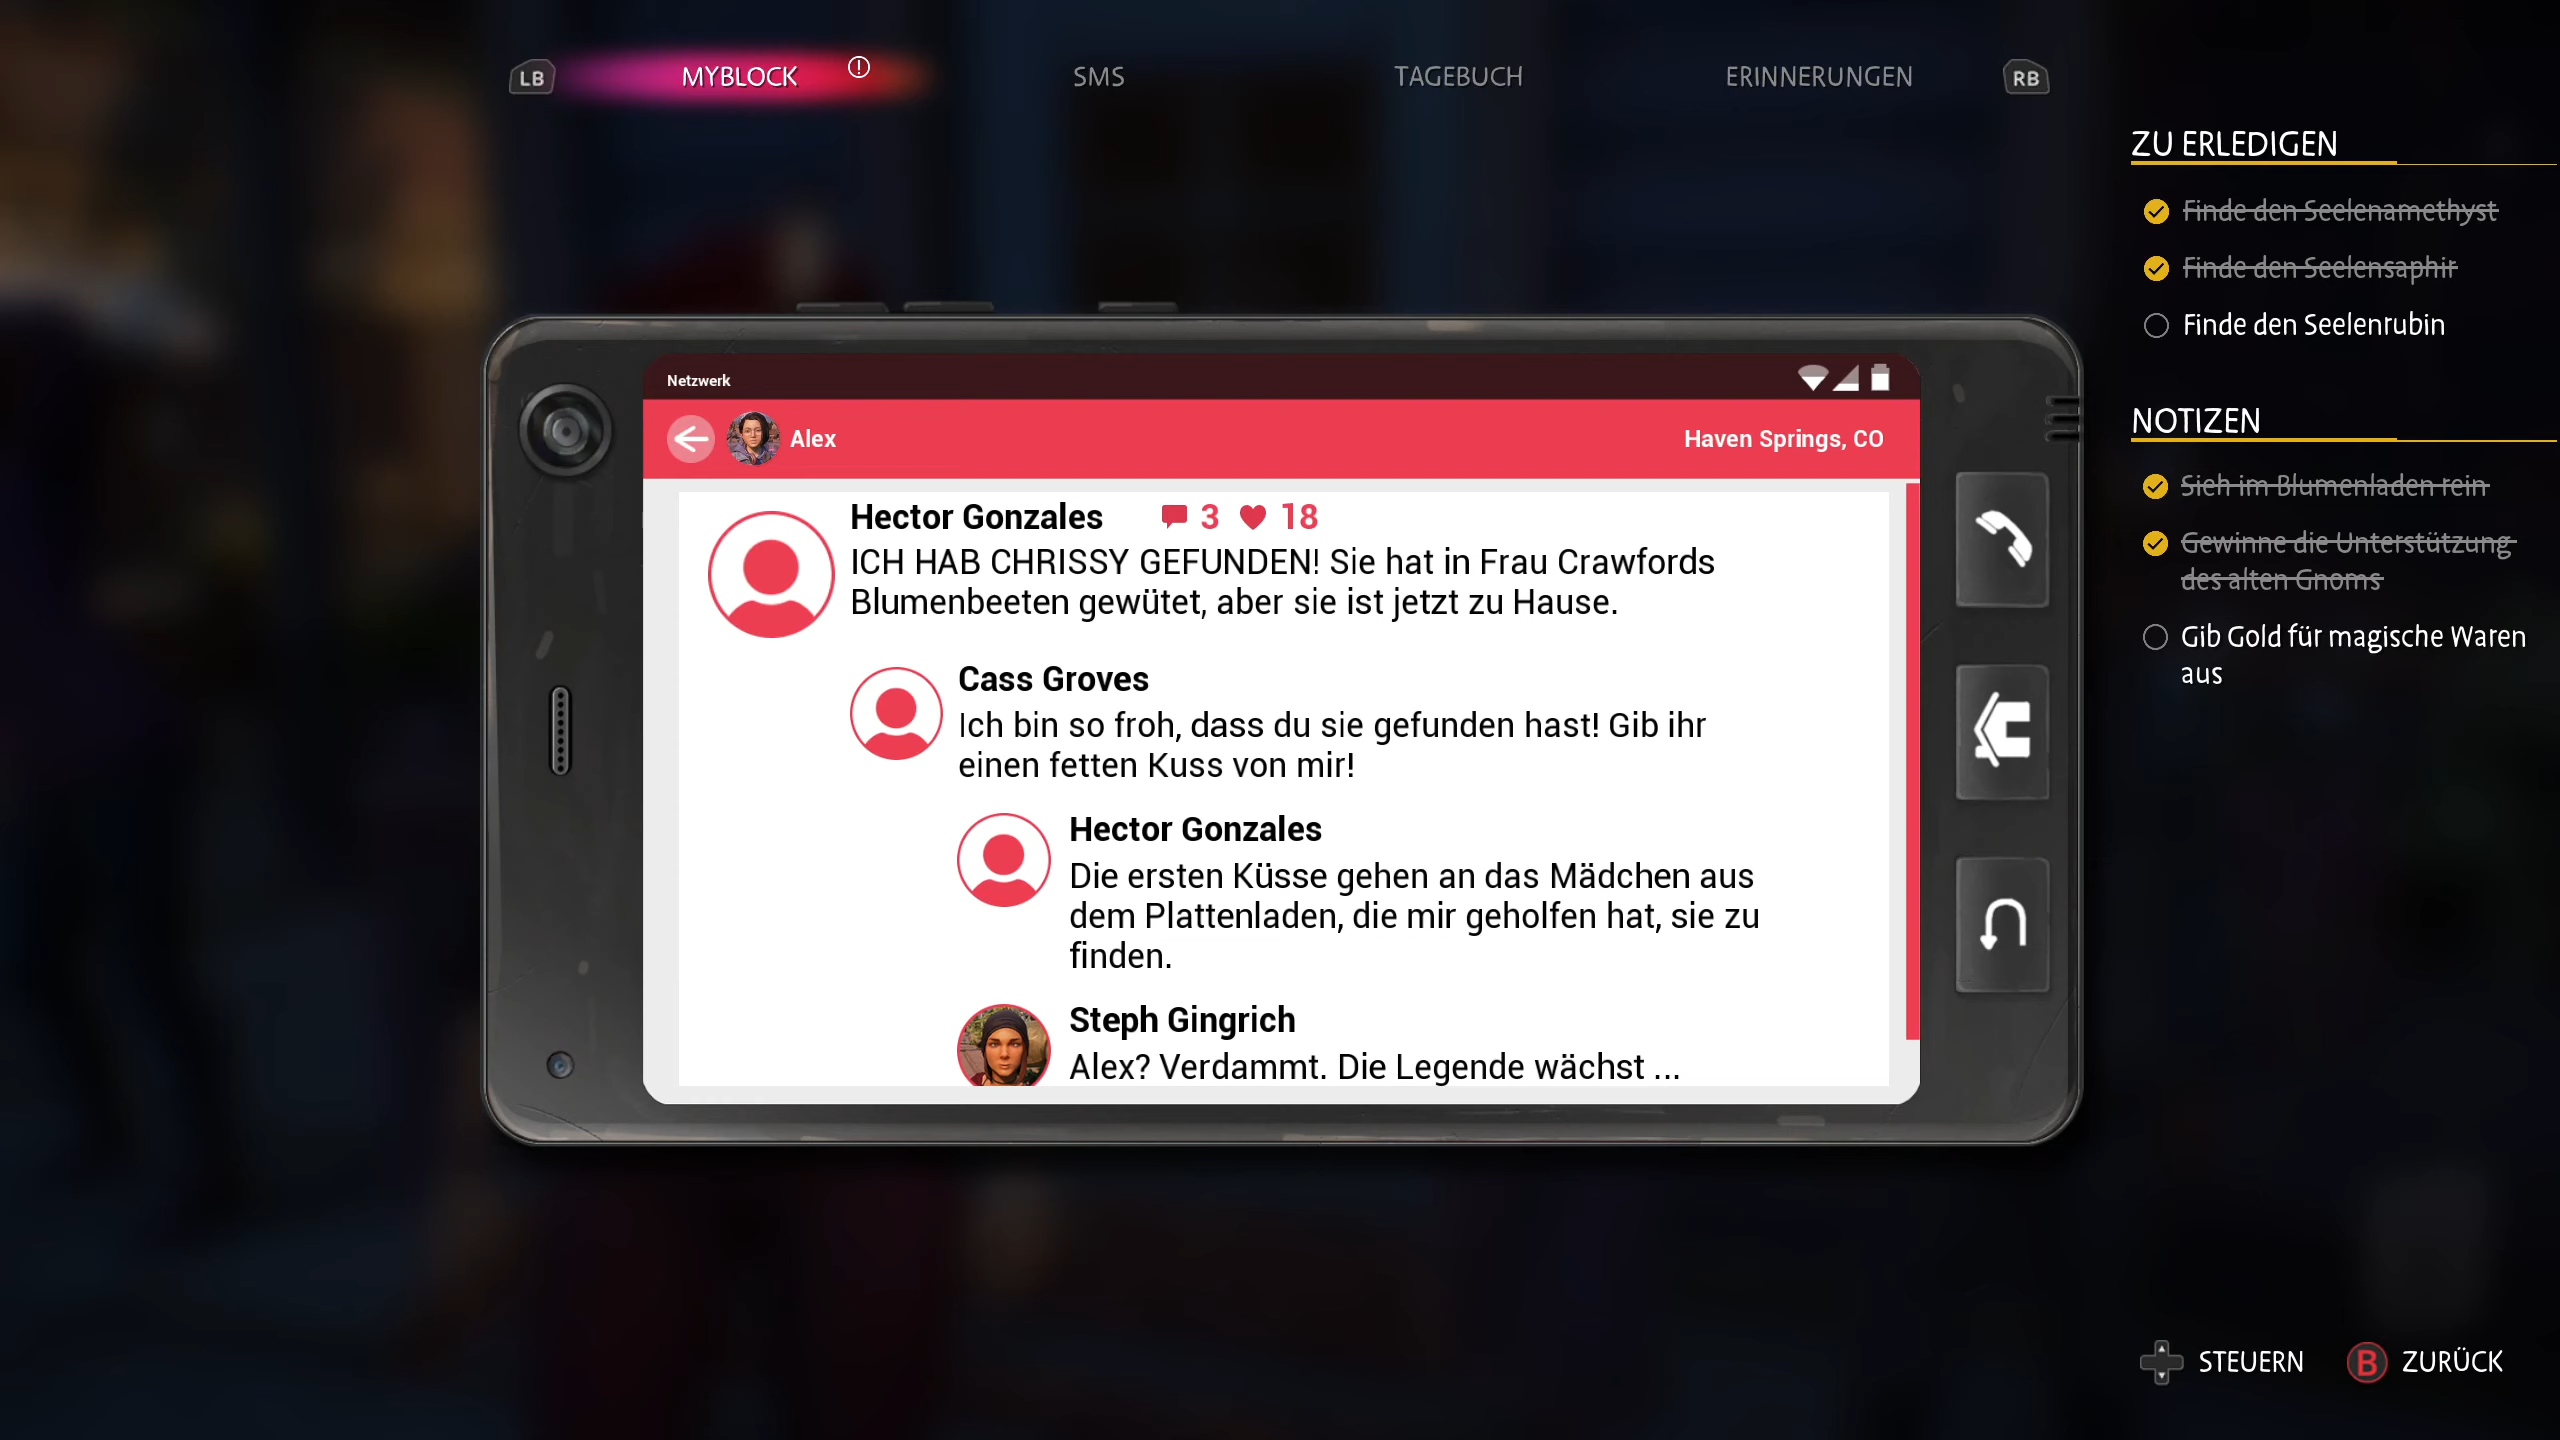 LB
MYBLOCK
SMS
TAGEBUCH
ERINNERUNGEN
RB
Netzwerk
Alex
Haven Springs, CO
Hector Gonzales 3 18
ICH HAB CHRISSY GEFUNDEN! Sie hat in Frau Crawfords
Blumenbeeten gewütet, aber sie ist jetzt zu Hause.
Cass Groves
Ich bin so froh, dass du sie gefunden hast! Gib ihr
einen fetten Kuss von mir!
Hector Gonzales
Die ersten Küsse gehen an das Mädchen aus
dem Plattenladen, die mir geholfen hat, sie zu
finden.
Steph Gingrich
Alex? Verdammt. Die Legende wächst ...
ZU ERLEDIGEN
Finde den Seelenamethyst
Finde den Seelensaphir
Finde den Seelenrubin
NOTIZEN
Sieh im Blumenladen rein
Gewinne die Unterstützung
des alten Gnoms
Gib Gold für magische Waren
aus
STEUERN
B ZURÜCK